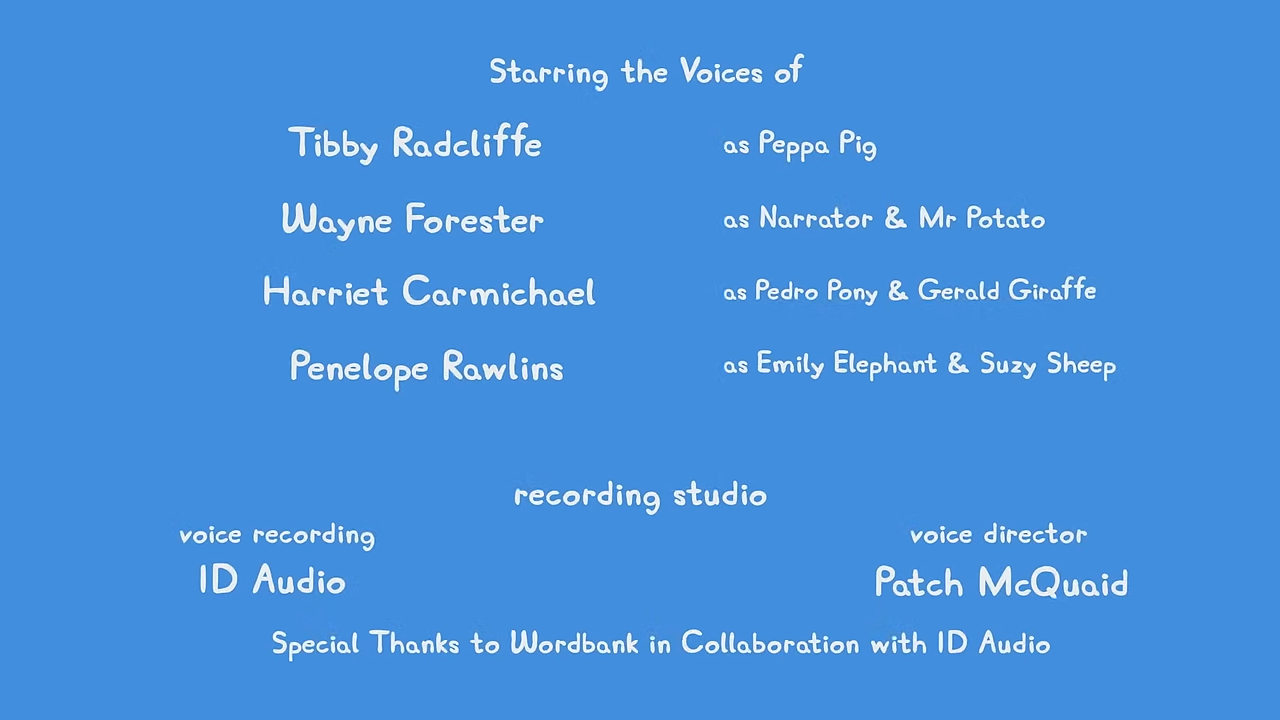 Starring the Voices of
Tibby Radcliffe as Peppa Pig
Wayne Forester as Narrator & Mr Potato
Harriet Carmichael as Pedro Pony & Gerald Giraffe
Penelope Rawlins as Emily Elephant & Suzy Sheep
recording studio
voice recording voice director
ID Audio Patch McQuaid
Special Thanks to Wordbank in Collaboration with ID Audio